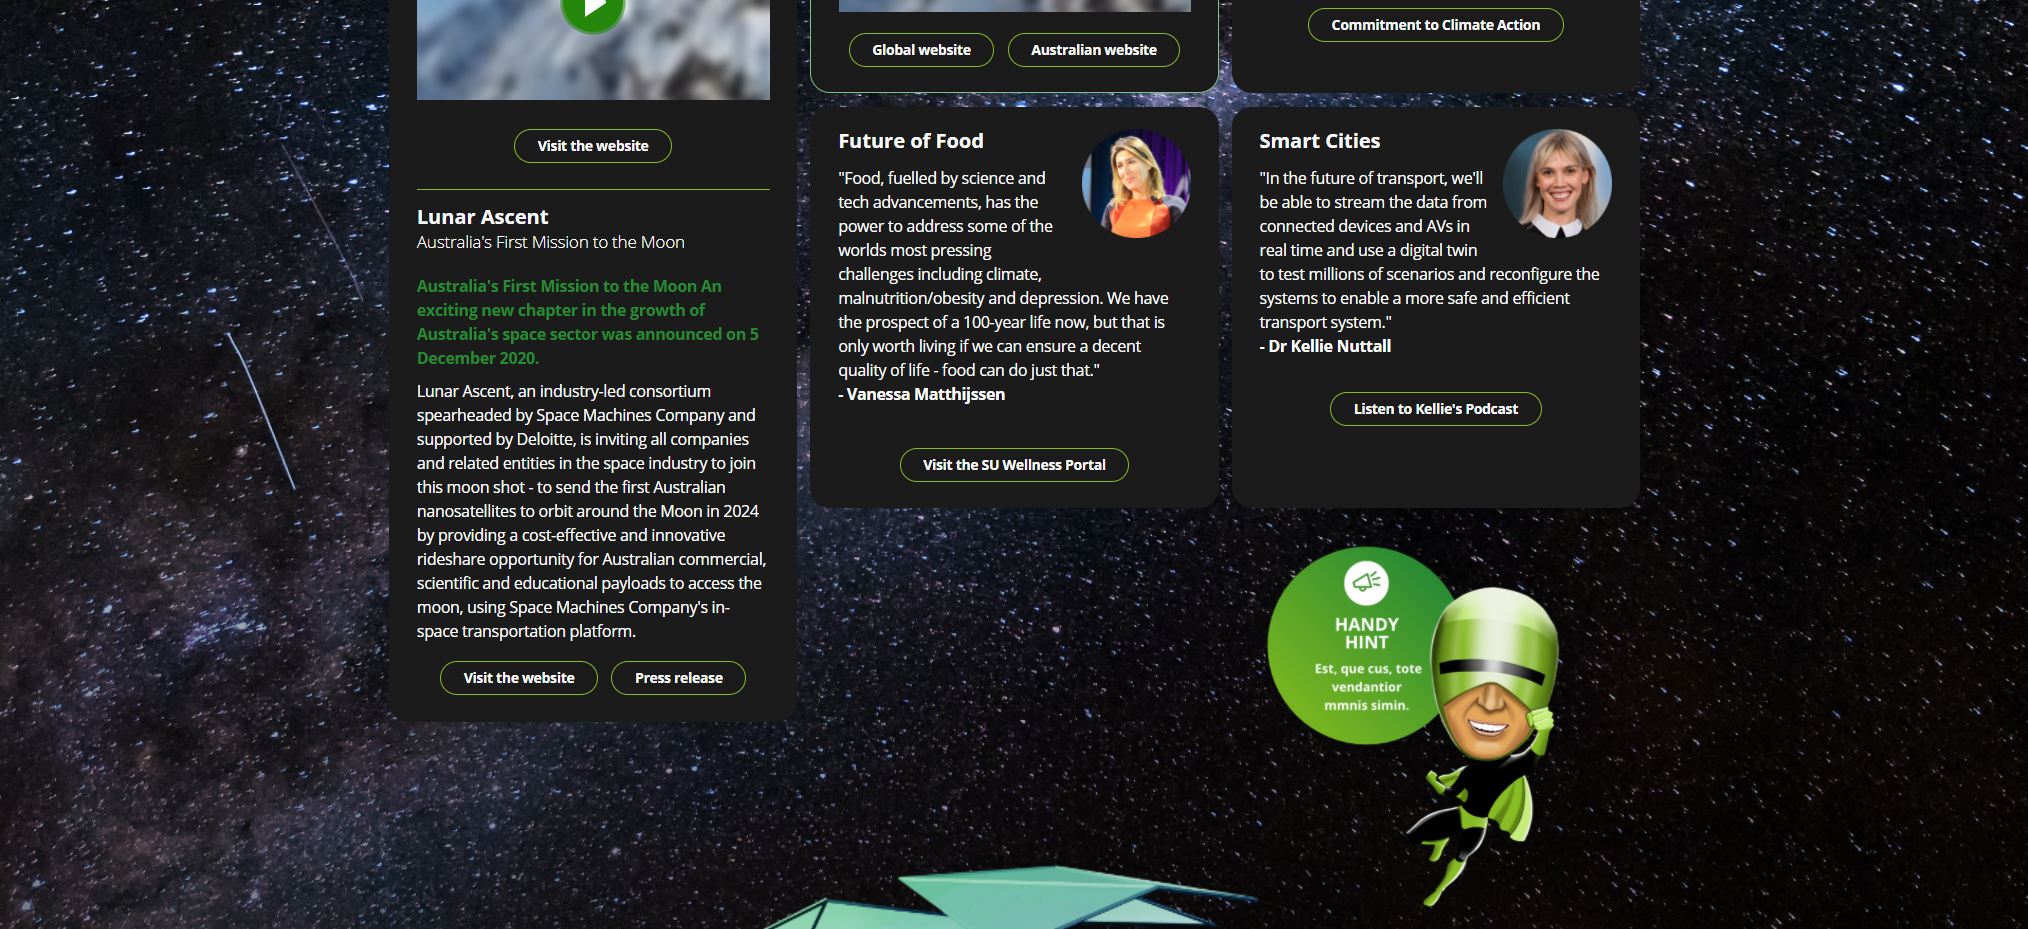 Visit the website
Lunar Ascent
Australia's First Mission to the Moon
Australia's First Mission to the Moon An
exciting new chapter in the growth of
Australia's space sector was announced on 5
December 2020.
Lunar Ascent, an industry-led consortium
spearheaded by Space Machines Company and
supported by Deloitte, is inviting all companies
and related entities in the space industry to join
this moon shot - to send the first Australian
nanosatellites to orbit around the Moon in 2024
by providing a cost-effective and innovative
rideshare opportunity for Australian commercial,
scientific and educational payloads to access the
moon, using Space Machines Company's in-
space transportation platform.
Visit the website
Press release
Global website
Australian website
Future of Food
"Food, fuelled by science and
tech advancements, has the
power to address some of the
worlds most pressing
challenges including climate,
malnutrition/obesity and depression. We have
the prospect of a 100-year life now, but that is
only worth living if we can ensure a decent
quality of life - food can do just that."
- Vanessa Matthijssen
Visit the SU Wellness Portal
Commitment to Climate Action
Smart Cities
"In the future of transport, we'll
be able to stream the data from
connected devices and AVs in
real time and use a digital twin
to test millions of scenarios and reconfigure the
systems to enable a more safe and efficient
transport system."
- Dr Kellie Nuttall
Listen to Kellie's Podcast
HANDY
HINT
Est, que cus, tote
vendantior
mmnis simin.